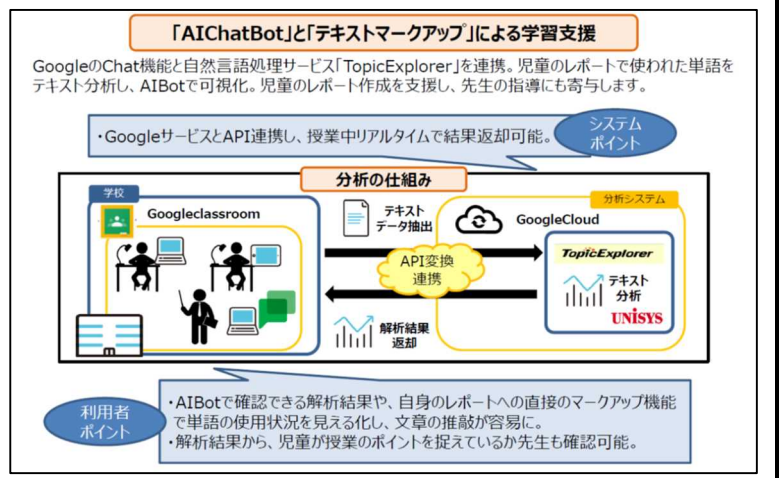 「AIChatBot」と「テキストマークアップ」による学習支援
GoogleのChat機能と自然言語処理サービス「TopicExplorer」を連携。児童のレポートで使われた単語を
テキスト分析し、AIBotで可視化。児童のレポート作成を支援し、先生の指導にも寄与します。
・GoogleサービスとAPI連携し、授業中リアルタイムで結果返却可能。
システム
ポイント
分析の仕組み
学校
Googleclassroom
テキスト
データ抽出
分析システム
GoogleCloud
API変換
連携
TopicExplorer
テキスト
分析
UNISYS
解析結果
返却
利用者
ポイント
・AIBotで確認できる解析結果や、自身のレポートへの直接のマークアップ機能
で単語の使用状況を見える化し、文章の推敲が容易に。
・解析結果から、児童が授業のポイントを捉えているか先生も確認可能。